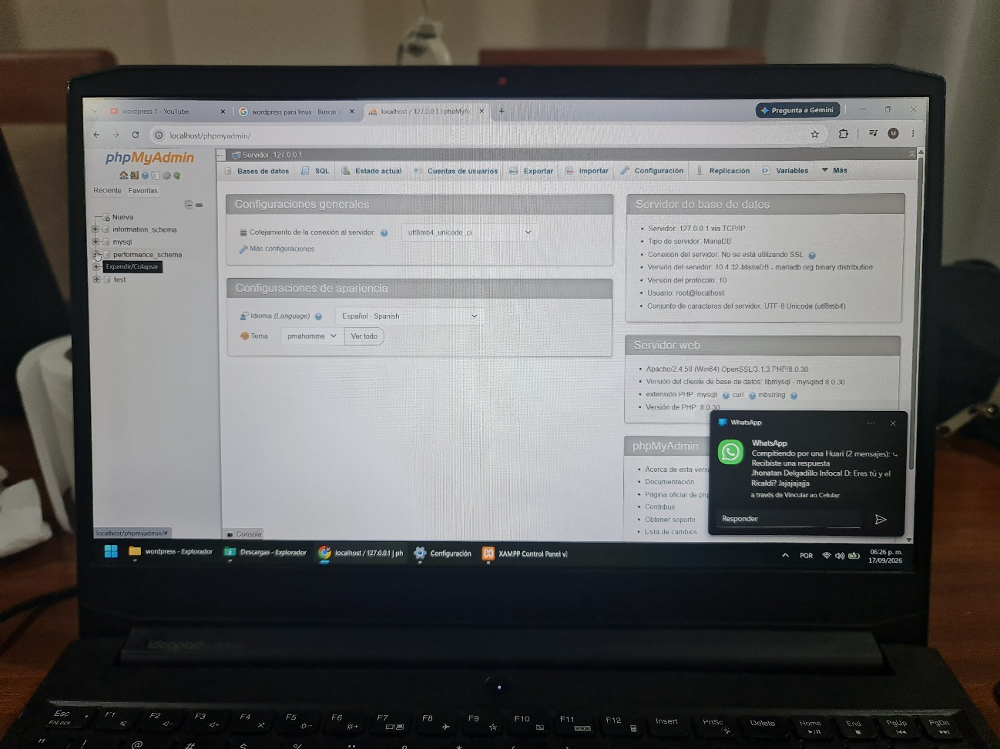 wordpress 1 - YouTube
wordpress para linux - Buscar
localhost / 127.0.0.1 | phpMyA
Pregunta a Gemini
localhost/phpmyadmin/
M
phpMyAdmin
Servidor: 127.0.0.1
Bases de datos
SQL
Estado actual
Cuentas de usuarios
Exportar
Importar
Configuración
Replicación
Variables
Más
Reciente
Favoritas
Nueva
information_schema
mysql
performance_schema
Expandir/Colapsar
test
Configuraciones generales
Cotejamiento de la conexión al servidor:
utf8mb4_unicode_ci
Más configuraciones
Configuraciones de apariencia
Idioma (Language)
Español - Spanish
Tema
pmahomme
Ver todo
Servidor de base de datos
Servidor: 127.0.0.1 via TCP/IP
Tipo de servidor: MariaDB
Conexión del servidor: No se está utilizando SSL
Versión del servidor: 10.4.32-MariaDB - mariadb.org binary distribution
Versión del protocolo: 10
Usuario: root@localhost
Conjunto de caracteres del servidor: UTF-8 Unicode (utf8mb4)
Servidor web
Apache/2.4.58 (Win64) OpenSSL/3.1.3 PHP/8.0.30
Versión del cliente de base de datos: libmysql - mysqlnd 8.0.30
extensión PHP: mysqli curl mbstring
Versión de PHP: 8.0.30
phpMyAdmin
Acerca de esta versi
Documentación
Página oficial de php
Contribuir
Obtener soporte
Lista de cambios
WhatsApp
WhatsApp
Compitiendo por una Huari (2 mensajes):
Recibiste una respuesta
Jhonatan Delgadillo Infocal D: Eres tú y el
Ricaldi? Jajajajajja
a través de Vincular ao Celular
Responder
localhost/phpmyadmin/#
Consola
wordpress - Explorador
Descargas - Explorador
localhost / 127.0.0.1 | ph
Configuración
XAMPP Control Panel v:
POR
06:26 p. m.
17/09/2026
ideapad
Esc
FnLock
F1
F2
F3
F4
F5
F6
F7
F8
F9
F10
F11
F12
Insert
PrtSc
Delete
Home
End
PgUp
PgDn
" ! @ # $ %